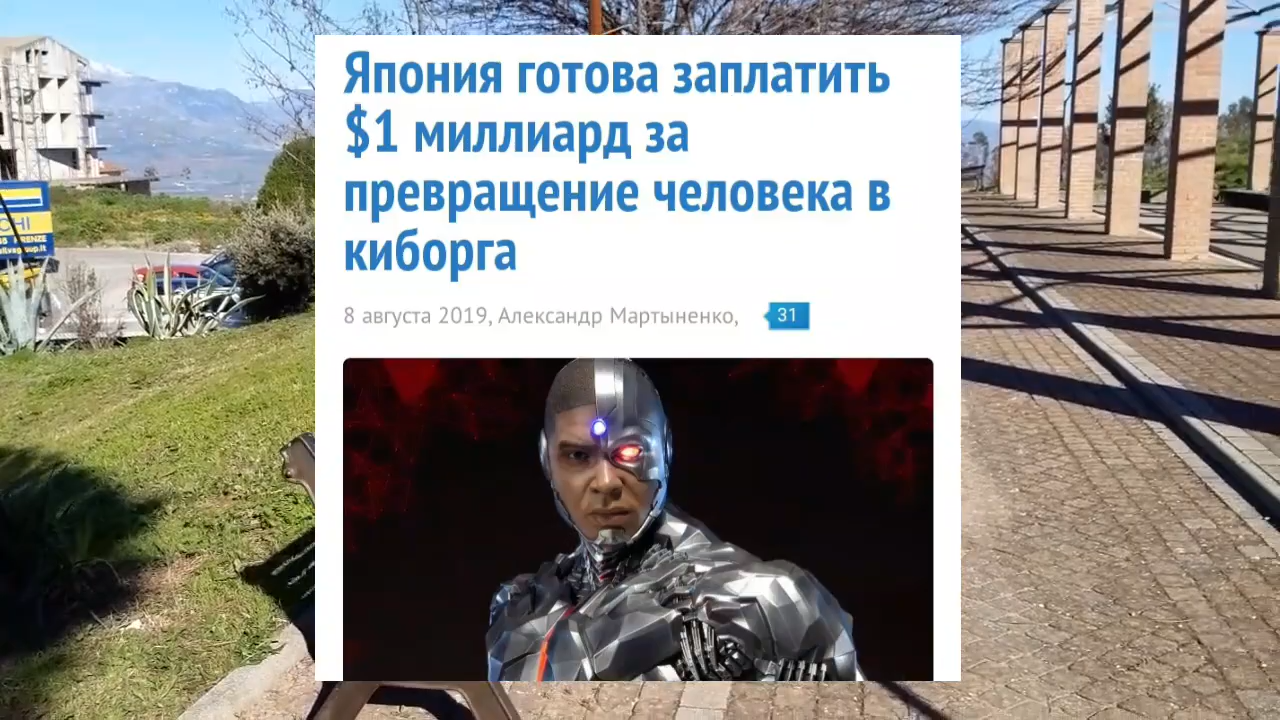 Япония готова заплатить
$1 миллиард за
превращение человека в
киборга
8 августа 2019, Александр Мартыненко,
31